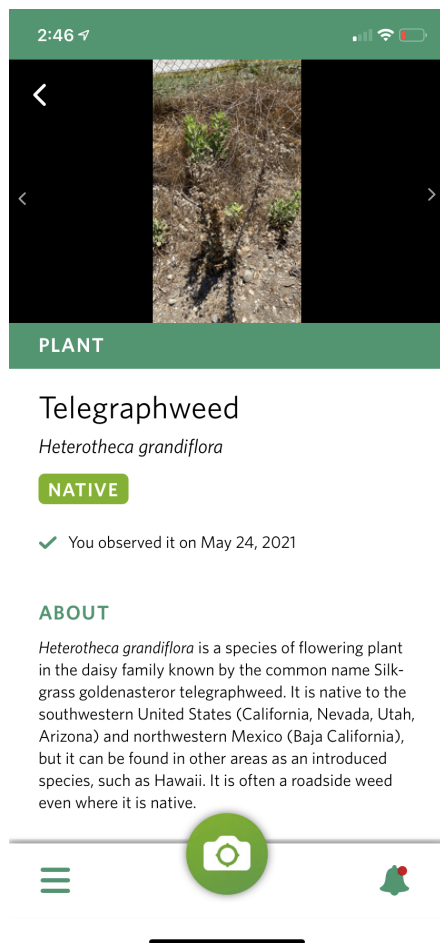 2:46
PLANT
Telegraphweed
Heterotheca grandiflora
NATIVE
You observed it on May 24, 2021
ABOUT
Heterotheca grandiflora is a species of flowering plant
in the daisy family known by the common name Silk-
grass goldenasteror telegraphweed. It is native to the
southwestern United States (California, Nevada, Utah,
Arizona) and northwestern Mexico (Baja California),
but it can be found in other areas as an introduced
species, such as Hawaii. It is often a roadside weed
even where it is native.